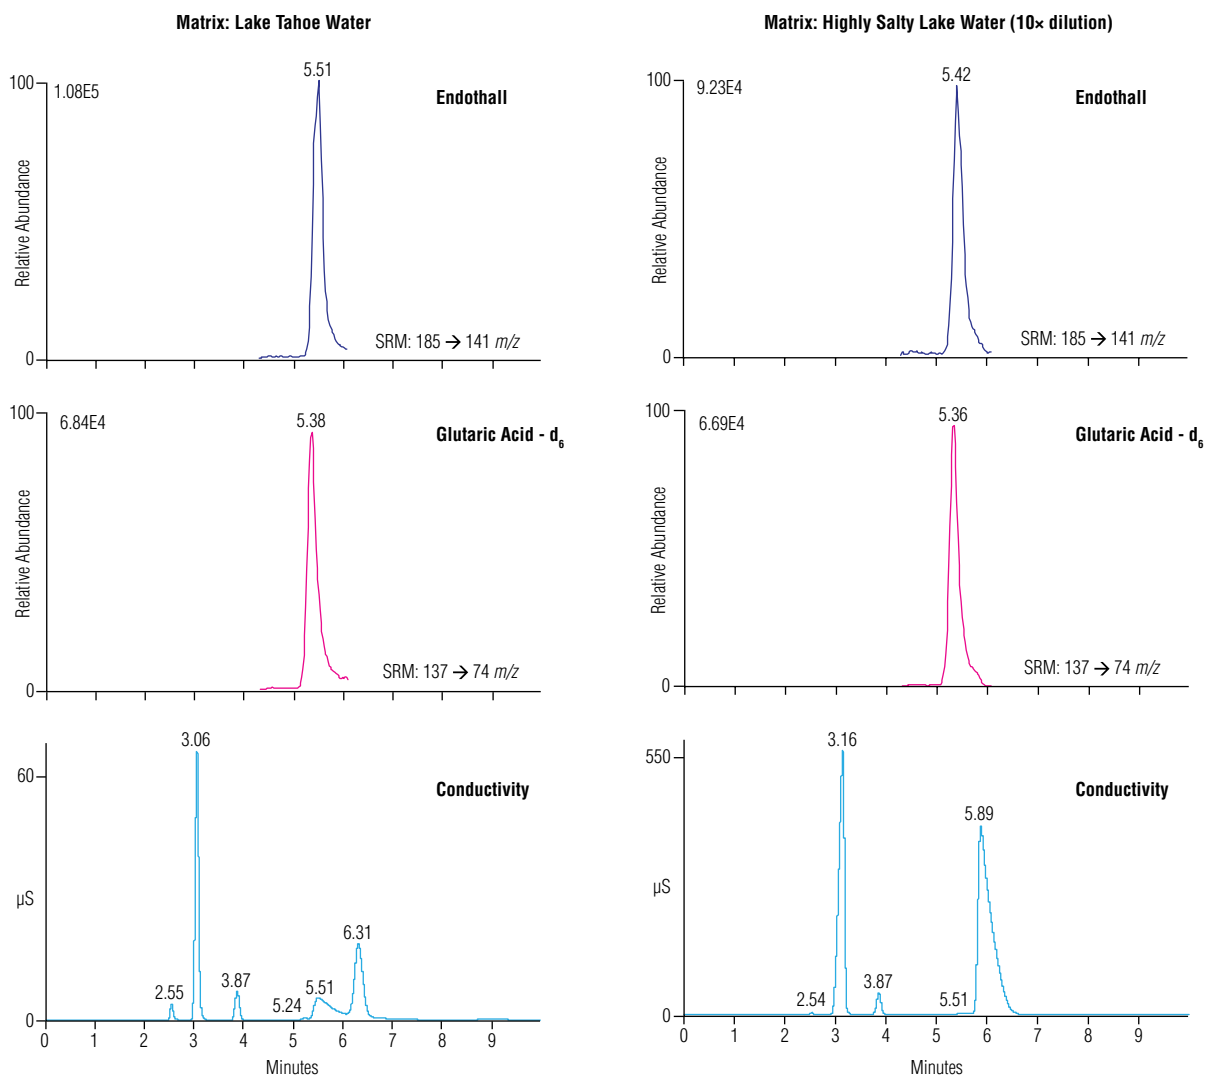 Matrix: Lake Tahoe Water
100
1.08E5
5.51
Endothall
Relative Abundance
SRM: 185 → 141 m/z
0
100
6.84E4
5.38
Glutaric Acid - d6
Relative Abundance
SRM: 137 → 74 m/z
0
3.06
60
Conductivity
µS
6.31
2.55
3.87
5.24
5.51
0
0 1 2 3 4 5 6 7 8 9
Minutes
Matrix: Highly Salty Lake Water (10× dilution)
100
9.23E4
5.42
Endothall
Relative Abundance
SRM: 185 → 141 m/z
0
100
6.69E4
5.36
Glutaric Acid - d6
Relative Abundance
SRM: 137 → 74 m/z
0
3.16
550
Conductivity
5.89
µS
2.54
3.87
5.51
0
0 1 2 3 4 5 6 7 8 9
Minutes